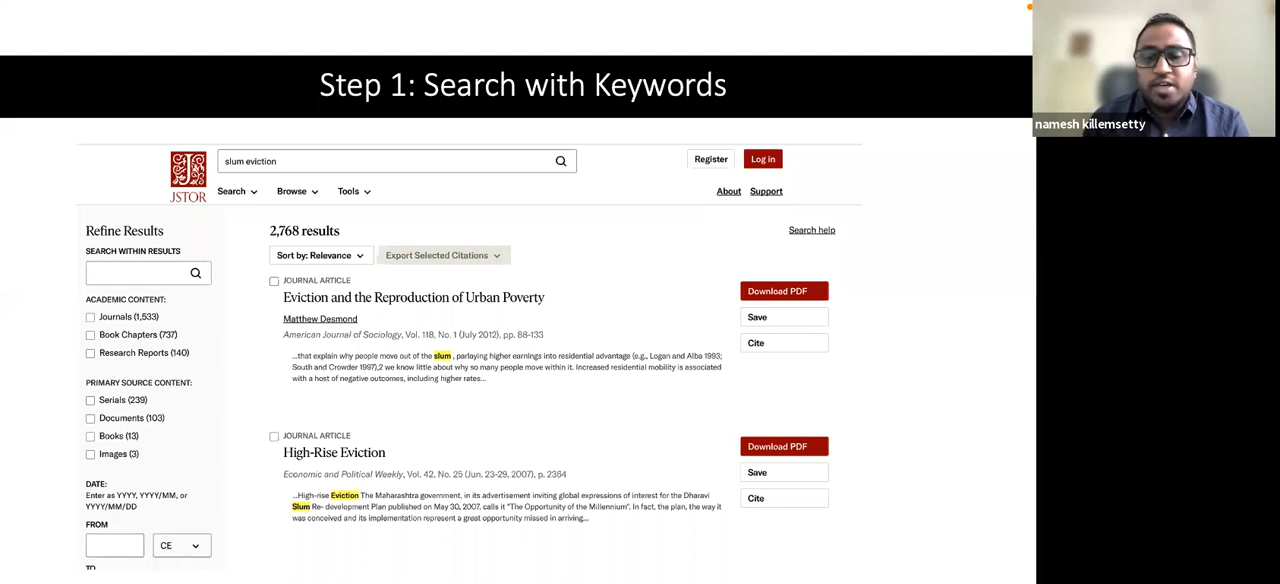 Step 1: Search with Keywords
namesh killemsetty
slum eviction
Register
Log in
JSTOR
Search
Browse
Tools
About
Support
Refine Results
SEARCH WITHIN RESULTS
ACADEMIC CONTENT:
Journals (1,533)
Book Chapters (737)
Research Reports (140)
PRIMARY SOURCE CONTENT:
Serials (239)
Documents (103)
Books (13)
Images (3)
DATE:
Enter as YYYY, YYYY/MM, or
YYYY/MM/DD
FROM
CE
TO
2,768 results
Search help
Sort by: Relevance
Export Selected Citations
JOURNAL ARTICLE
Eviction and the Reproduction of Urban Poverty
Matthew Desmond
American Journal of Sociology, Vol. 118, No. 1 (July 2012), pp. 88-133
...that explain why people move out of the slum , parlaying higher earnings into residential advantage (e.g., Logan and Alba 1993;
South and Crowder 1997),2 we know little about why so many people move within it. Increased residential mobility is associated
with a host of negative outcomes, including higher rates...
Download PDF
Save
Cite
JOURNAL ARTICLE
High-Rise Eviction
Economic and Political Weekly, Vol. 42, No. 25 (Jun. 23-29, 2007), p. 2364
...High-rise Eviction The Maharashtra government, in its advertisement inviting global expressions of interest for the Dharavi
Slum Re- development Plan published on May 30, 2007, calls it "The Opportunity of the Millennium". In fact, the plan, the way it
was conceived and its implementation represent a great opportunity missed in arriving...
Download PDF
Save
Cite